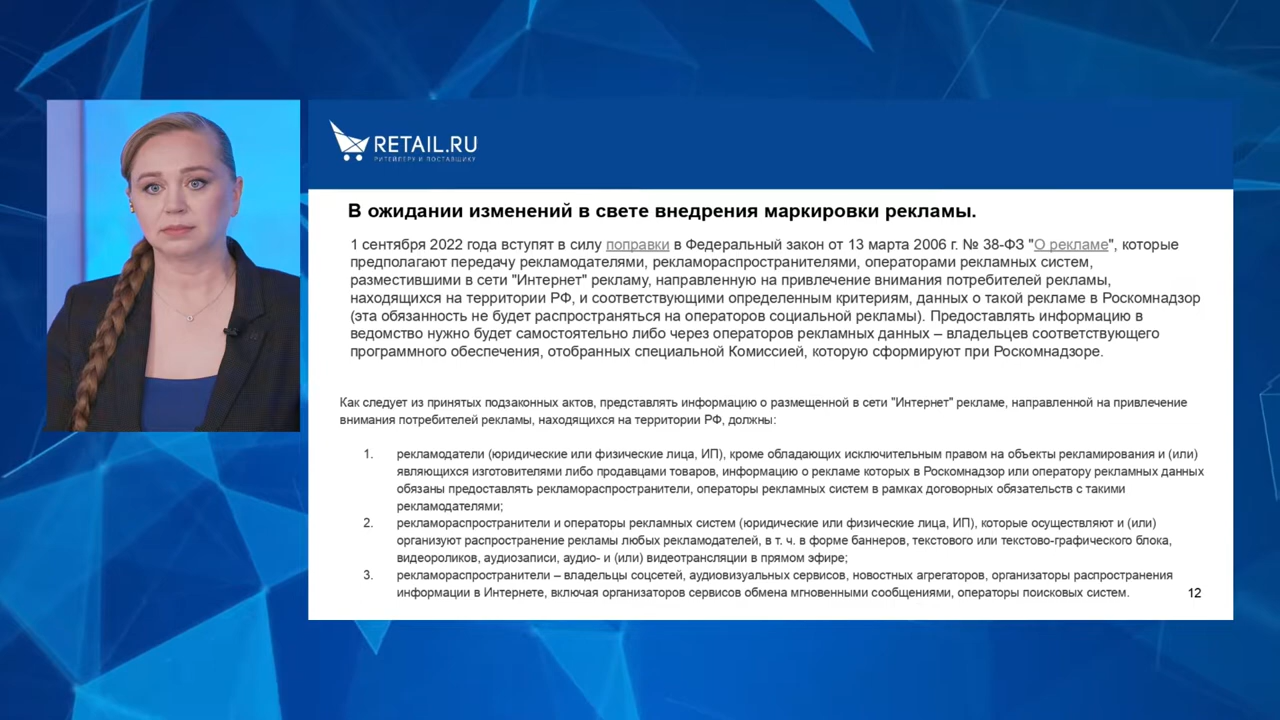 RETAIL.RU
РИТЕЙЛЕРУ И ПОСТАВЩИКУ
В ожидании изменений в свете внедрения маркировки рекламы.
1 сентября 2022 года вступят в силу поправки в Федеральный закон от 13 марта 2006 г. № 38-ФЗ "О рекламе", которые
предполагают передачу рекламодателями, рекламораспространителями, операторами рекламных систем,
разместившими в сети "Интернет" рекламу, направленную на привлечение внимания потребителей рекламы,
находящихся на территории РФ, и соответствующими определенным критериям, данных о такой рекламе в Роскомнадзор
(эта обязанность не будет распространяться на операторов социальной рекламы). Предоставлять информацию в
ведомство нужно будет самостоятельно либо через операторов рекламных данных – владельцев соответствующего
программного обеспечения, отобранных специальной Комиссией, которую сформируют при Роскомнадзоре.
Как следует из принятых подзаконных актов, представлять информацию о размещенной в сети "Интернет" рекламе, направленной на привлечение
внимания потребителей рекламы, находящихся на территории РФ, должны:
1. рекламодатели (юридические или физические лица, ИП), кроме обладающих исключительным правом на объекты рекламирования и (или)
являющихся изготовителями либо продавцами товаров, информацию о рекламе которых в Роскомнадзор или оператору рекламных данных
обязаны предоставлять рекламораспространители, операторы рекламных систем в рамках договорных обязательств с такими
рекламодателями;
2. рекламораспространители и операторы рекламных систем (юридические или физические лица, ИП), которые осуществляют и (или)
организуют распространение рекламы любых рекламодателей, в т. ч. в форме баннеров, текстового или текстово-графического блока,
видеороликов, аудиозаписи, аудио- и (или) видеотрансляции в прямом эфире;
3. рекламораспространители – владельцы соцсетей, аудиовизуальных сервисов, новостных агрегаторов, организаторы распространения
информации в Интернете, включая организаторов сервисов обмена мгновенными сообщениями, операторы поисковых систем.
12